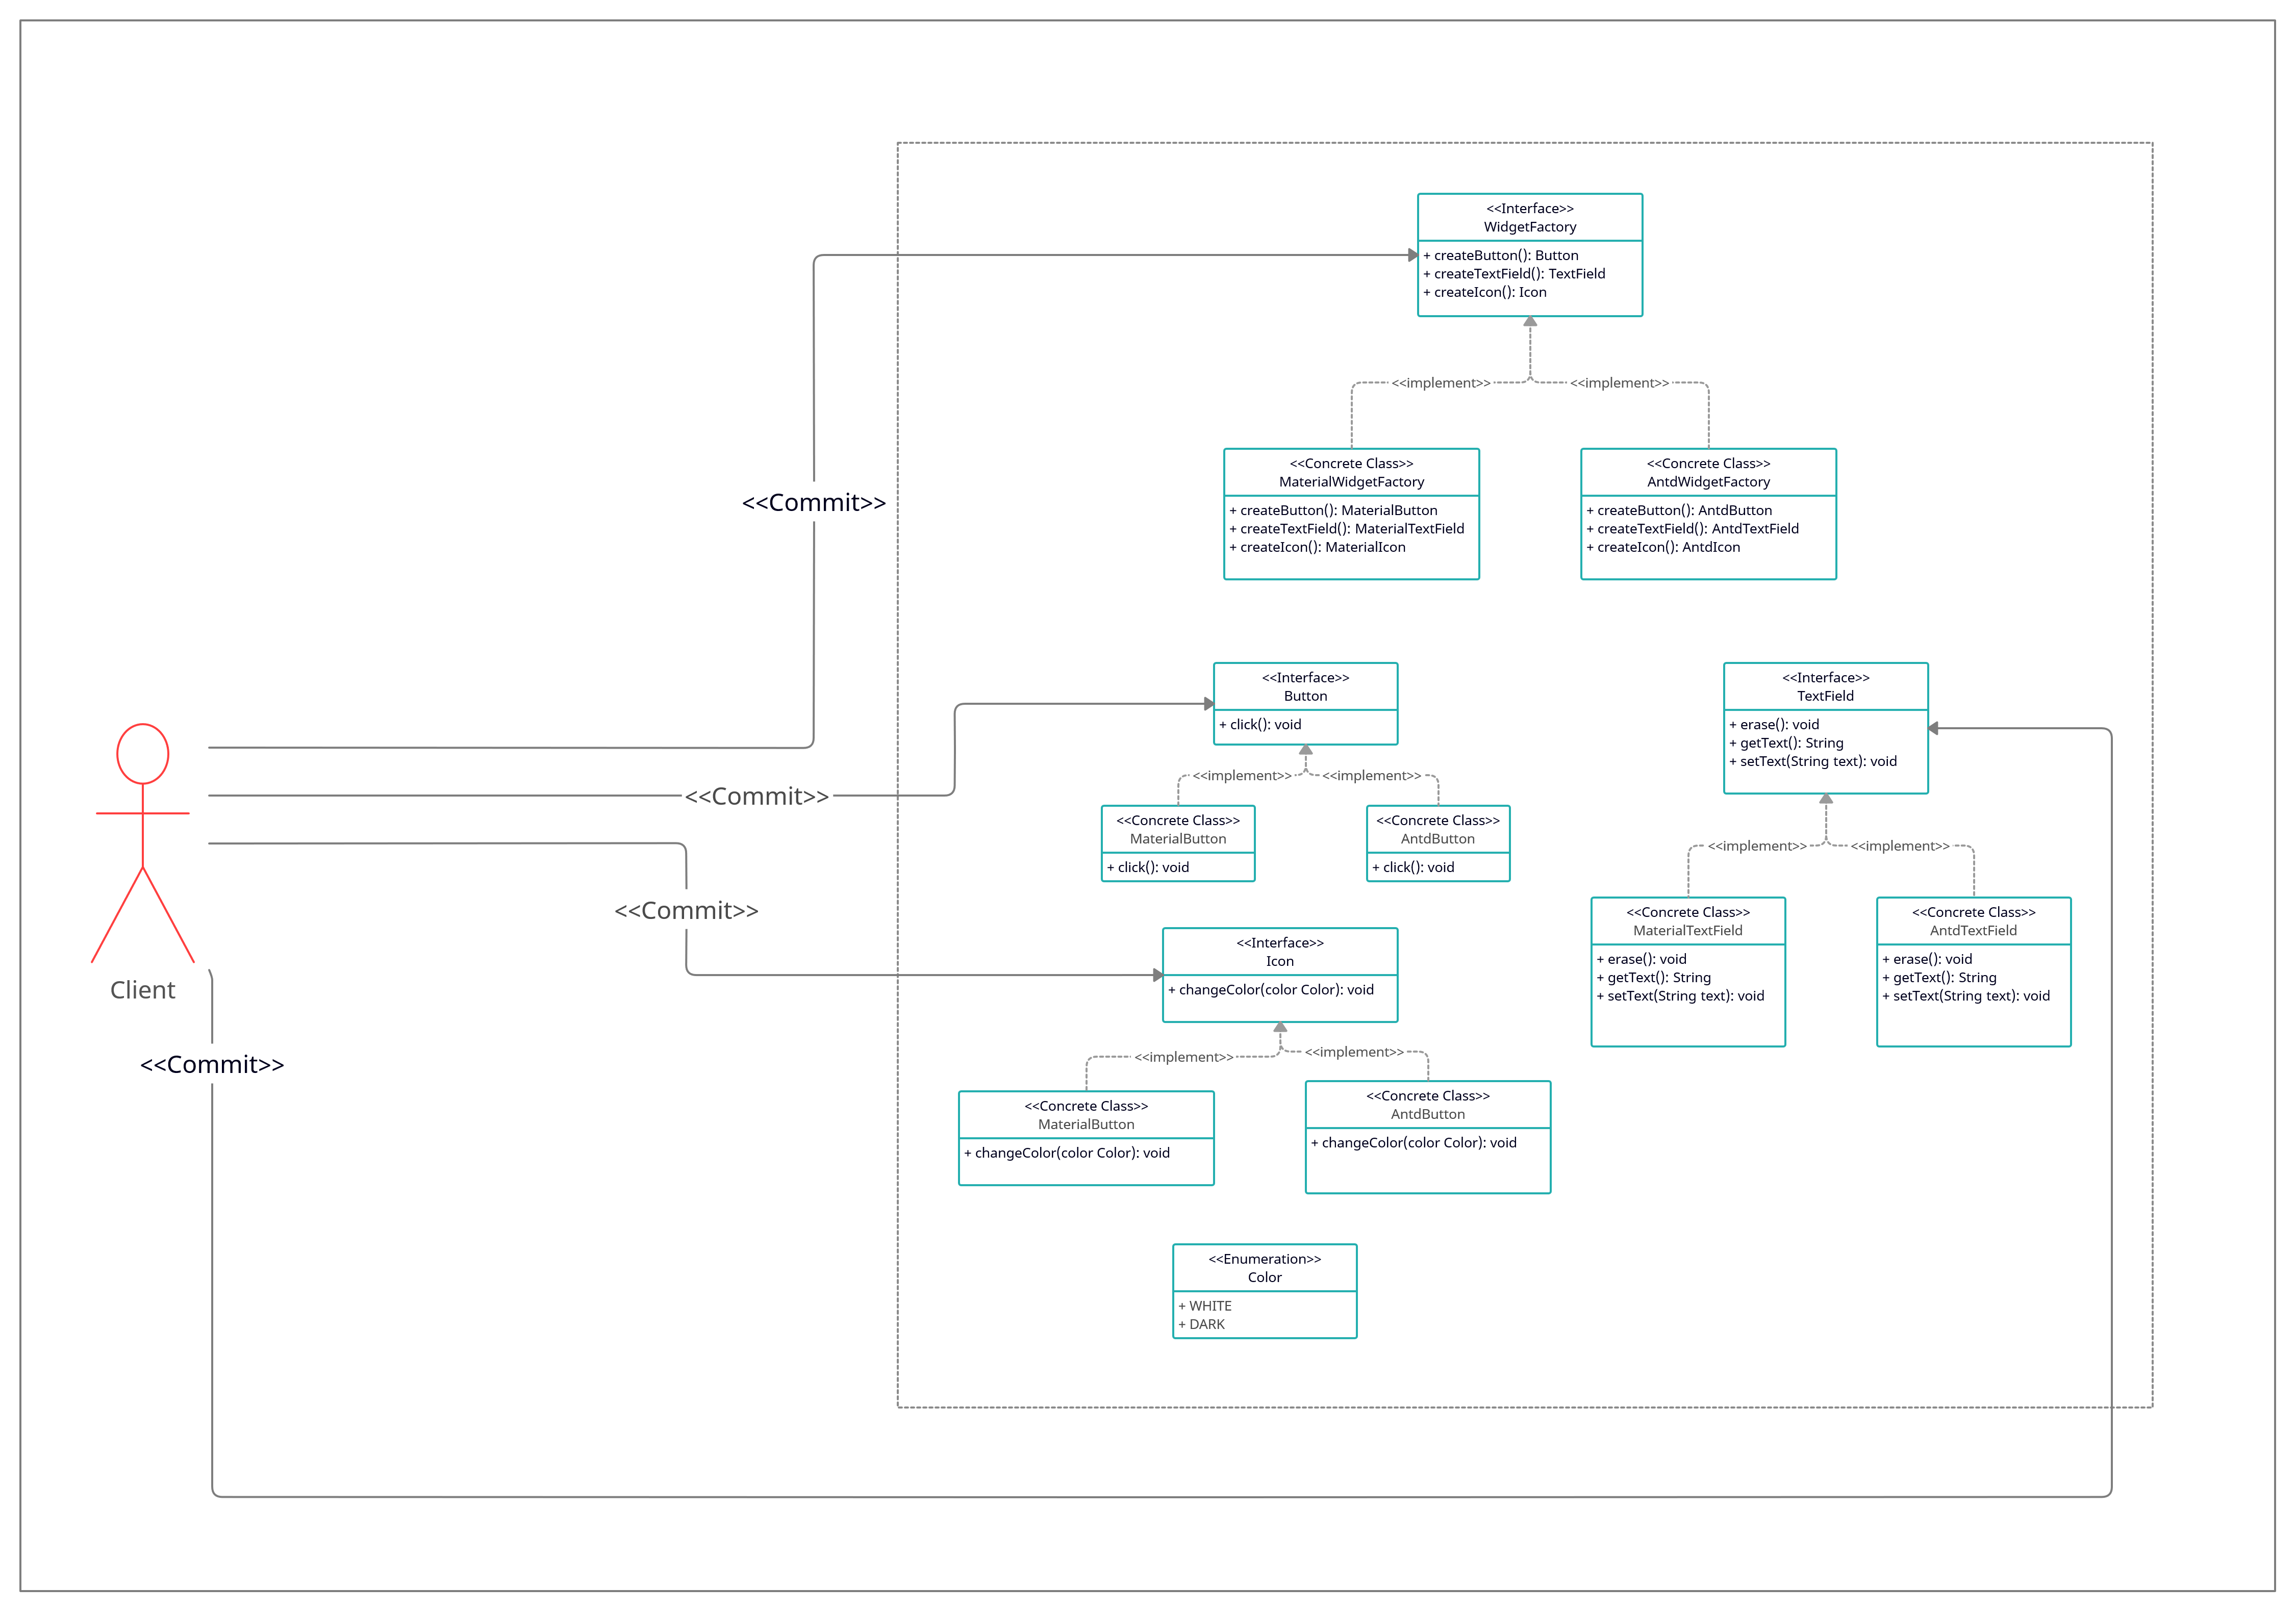 <<Interface>>
WidgetFactory
+ createButton(): Button
+ createTextField(): TextField
+ createIcon(): Icon
<<implement>>
<<implement>>
<<Concrete Class>>
MaterialWidgetFactory
+ createButton(): MaterialButton
+ createTextField(): MaterialTextField
+ createIcon(): MaterialIcon
<<Concrete Class>>
AntdWidgetFactory
+ createButton(): AntdButton
+ createTextField(): AntdTextField
+ createIcon(): AntdIcon
<<Commit>>
<<Interface>>
Button
+ click(): void
<<Interface>>
TextField
+ erase(): void
+ getText(): String
+ setText(String text): void
<<implement>>
<<implement>>
<<Commit>>
<<Concrete Class>>
MaterialButton
+ click(): void
<<Concrete Class>>
AntdButton
+ click(): void
<<implement>>
<<implement>>
<<Commit>>
<<Concrete Class>>
MaterialTextField
+ erase(): void
+ getText(): String
+ setText(String text): void
<<Concrete Class>>
AntdTextField
+ erase(): void
+ getText(): String
+ setText(String text): void
<<Interface>>
Icon
+ changeColor(color Color): void
Client
<<Commit>>
<<implement>>
<<implement>>
<<Concrete Class>>
MaterialButton
+ changeColor(color Color): void
<<Concrete Class>>
AntdButton
+ changeColor(color Color): void
<<Enumeration>>
Color
+ WHITE
+ DARK